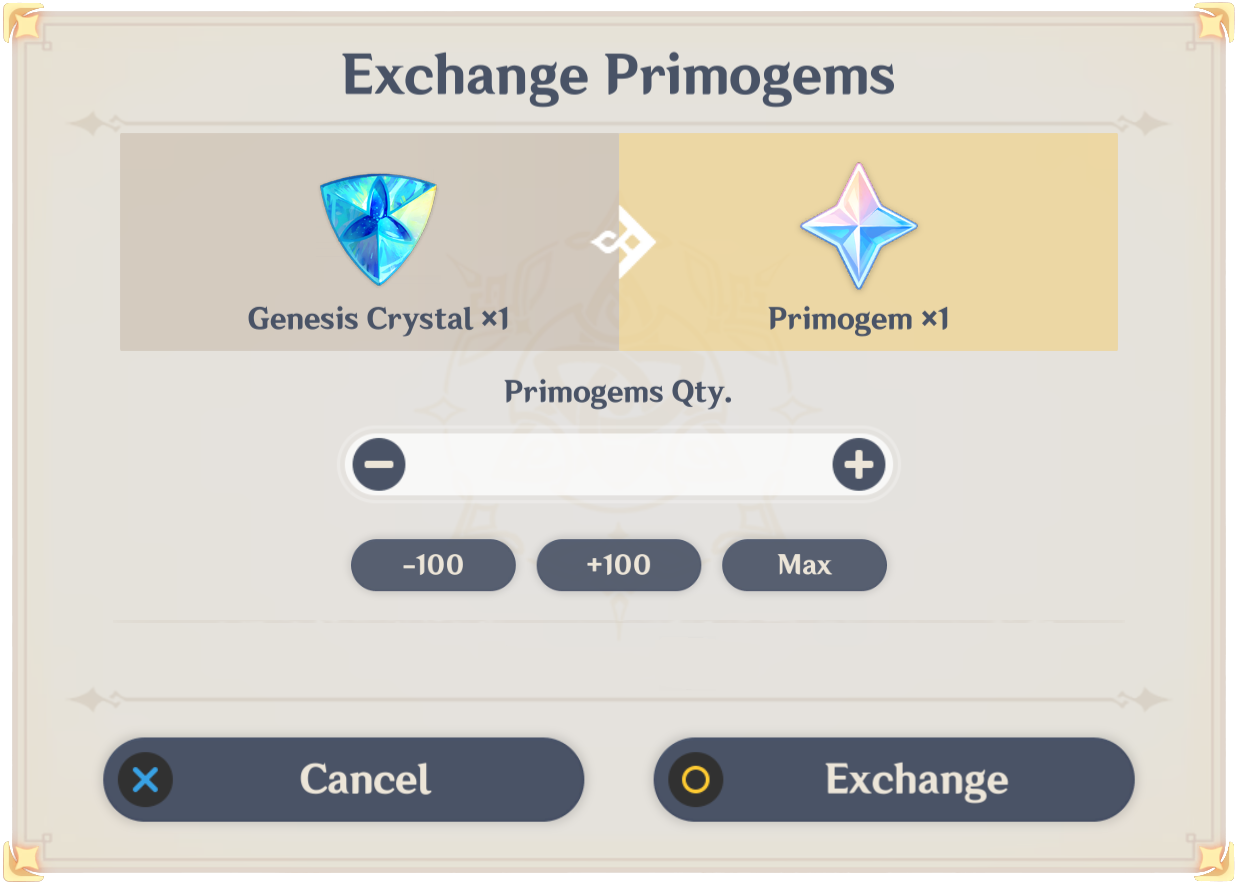 Exchange Primogems
Genesis Crystal ×1
Primogem ×1
Primogems Qty.
-100
+100
Max
Cancel
Exchange